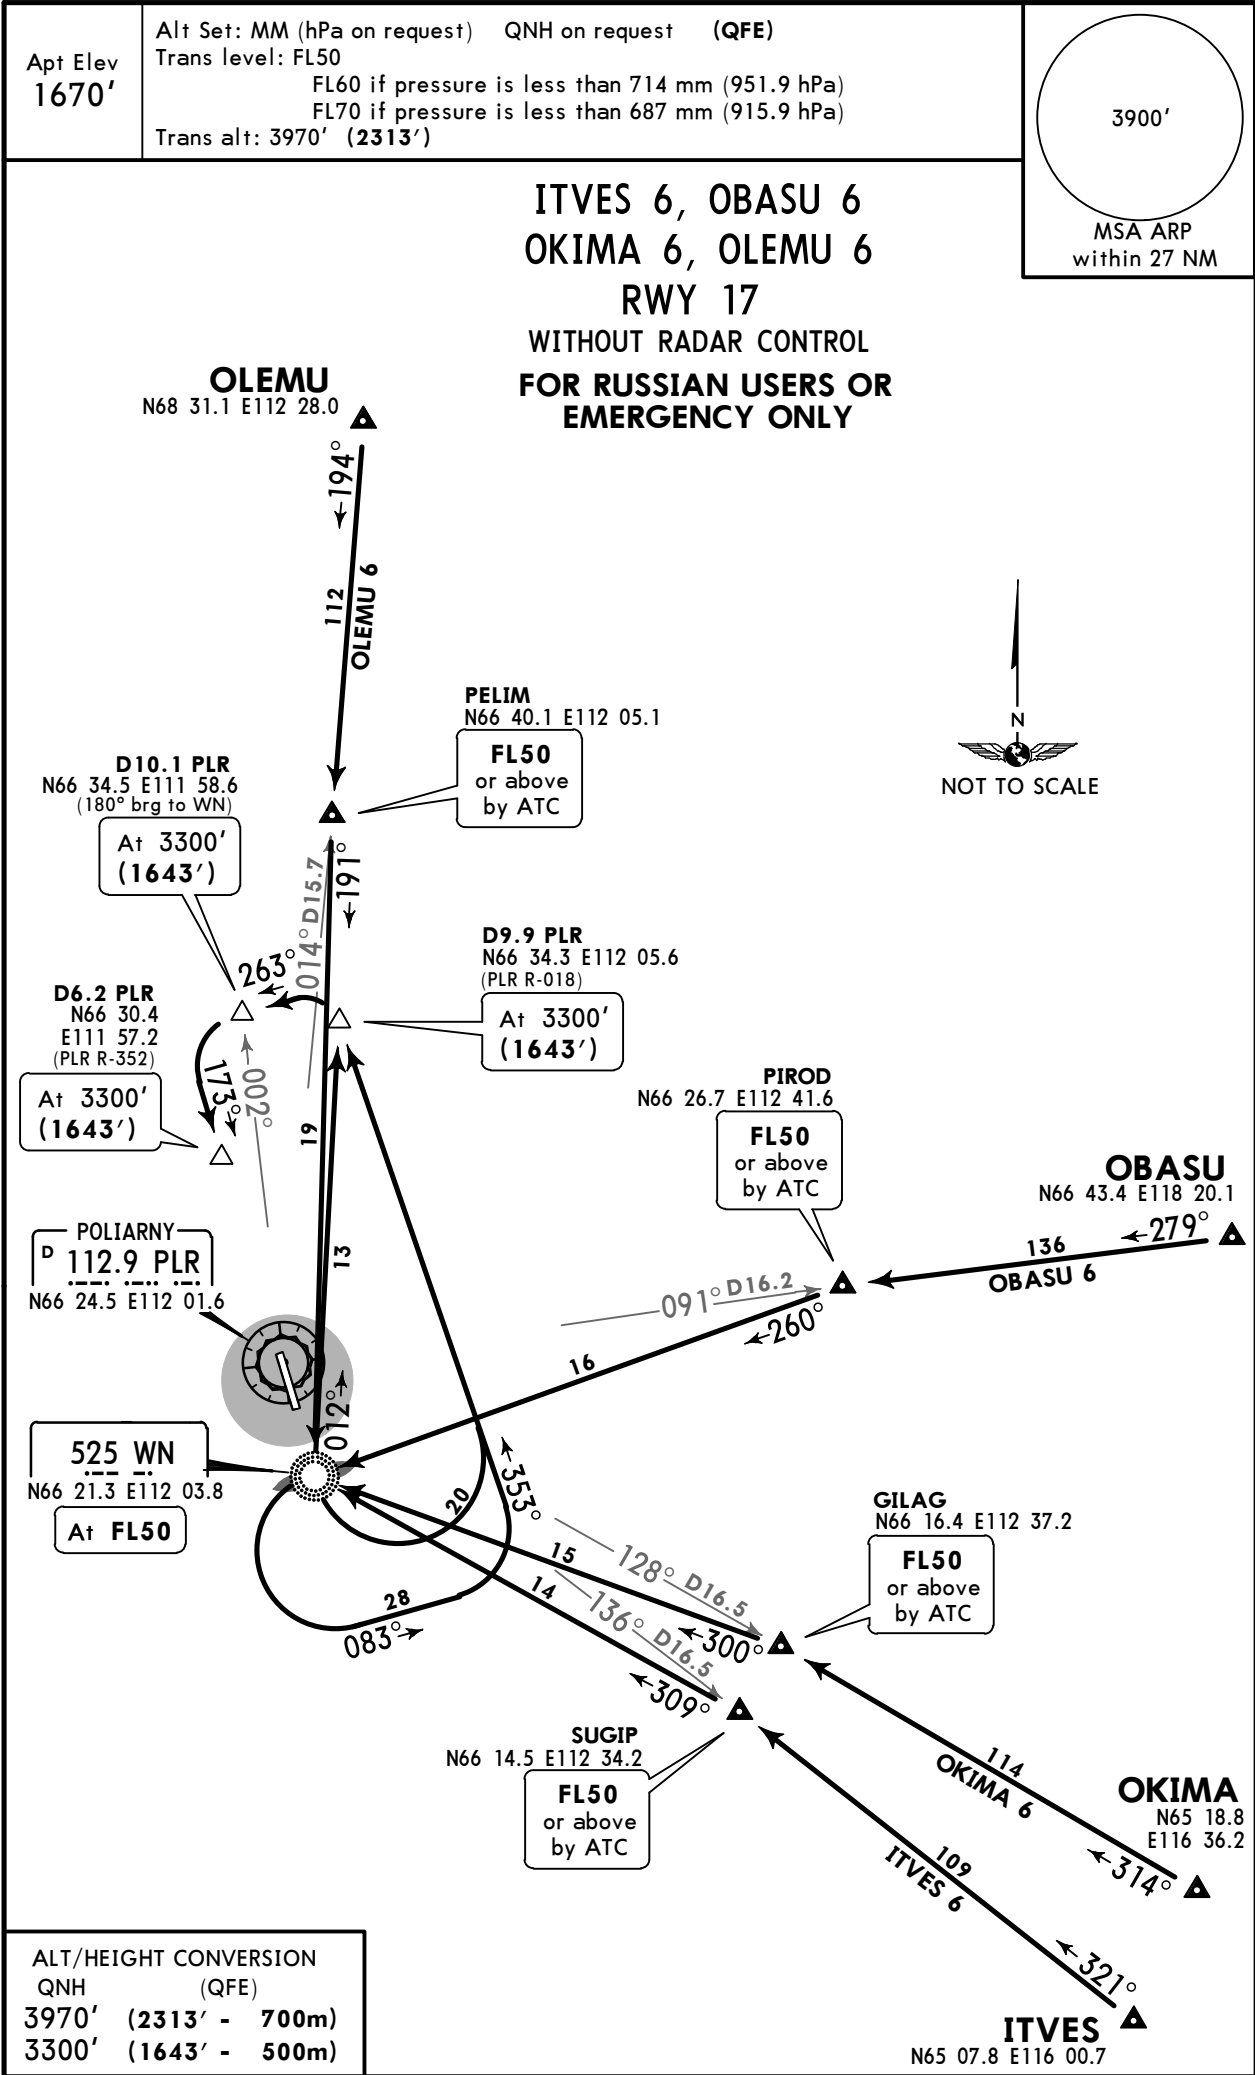 Apt Elev
1670'
Alt Set: MM (hPa on request) QNH on request (QFE)
Trans level: FL50
FL60 if pressure is less than 714 mm (951.9 hPa)
FL70 if pressure is less than 687 mm (915.9 hPa)
Trans alt: 3970' (2313')
3900'
MSA ARP
within 27 NM
ITVES 6, OBASU 6
OKIMA 6, OLEMU 6
RWY 17
WITHOUT RADAR CONTROL
FOR RUSSIAN USERS OR
EMERGENCY ONLY
OLEMU
N68 31.1 E112 28.0
194°
112
OLEMU 6
PELIM
N66 40.1 E112 05.1
FL50
or above
by ATC
N
NOT TO SCALE
D10.1 PLR
N66 34.5 E111 58.6
(180° brg to WN)
At 3300'
(1643')
014° D15.7
191°
263°
D9.9 PLR
N66 34.3 E112 05.6
(PLR R-018)
At 3300'
(1643')
D6.2 PLR
N66 30.4
E111 57.2
(PLR R-352)
At 3300'
(1643')
173°
002°
19
13
PIROD
N66 26.7 E112 41.6
FL50
or above
by ATC
OBASU
N66 43.4 E118 20.1
279°
136
OBASU 6
091° D16.2
260°
16
POLIARNY
D 112.9 PLR
N66 24.5 E112 01.6
012°
525 WN
N66 21.3 E112 03.8
At FL50
20
353°
28
083°
15
128° D16.5
300°
14
136° D16.5
309°
GILAG
N66 16.4 E112 37.2
FL50
or above
by ATC
SUGIP
N66 14.5 E112 34.2
FL50
or above
by ATC
114
OKIMA 6
OKIMA
N65 18.8
E116 36.2
314°
109
ITVES 6
321°
ITVES
N65 07.8 E116 00.7
ALT/HEIGHT CONVERSION
QNH (QFE)
3970' (2313' - 700m)
3300' (1643' - 500m)